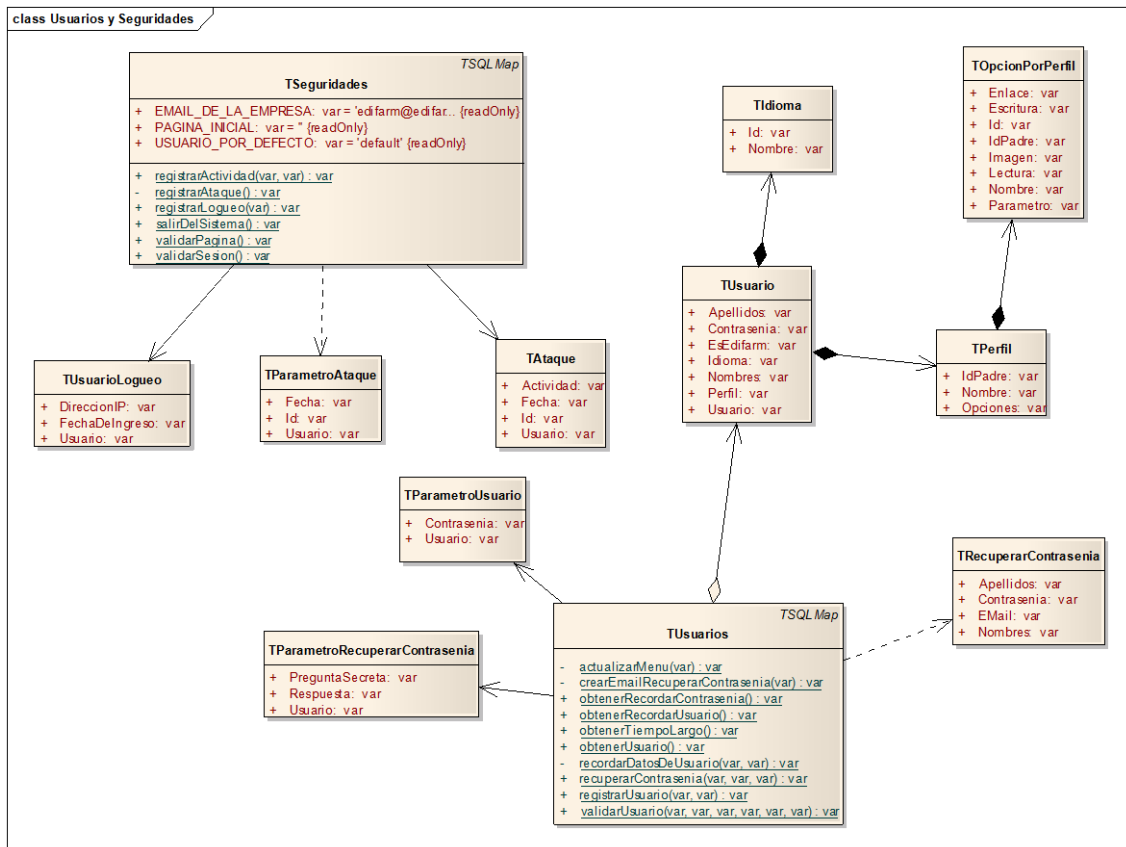 class Usuarios y Seguridades
TSQLMap
TSeguridades
+ EMAIL_DE_LA_EMPRESA: var = 'edifarm@edifar... {readOnly}
+ PAGINA_INICIAL: var = '' {readOnly}
+ USUARIO_POR_DEFECTO: var = 'default' {readOnly}
+ registrarActividad(var, var) : var
- registrarAtaque() : var
+ registrarLogueo(var) : var
+ salirDelSistema() : var
+ validarPagina() : var
+ validarSesion() : var
TIdioma
+ Id: var
+ Nombre: var
TOpcionPorPerfil
+ Enlace: var
+ Escritura: var
+ Id: var
+ IdPadre: var
+ Imagen: var
+ Lectura: var
+ Nombre: var
+ Parametro: var
TUsuario
+ Apellidos: var
+ Contrasenia: var
+ EsEdifarm: var
+ Idioma: var
+ Nombres: var
+ Perfil: var
+ Usuario: var
TPerfil
+ IdPadre: var
+ Nombre: var
+ Opciones: var
TUsuarioLogueo
+ DireccionIP: var
+ FechaDeIngreso: var
+ Usuario: var
TParametroAtaque
+ Fecha: var
+ Id: var
+ Usuario: var
TAtaque
+ Actividad: var
+ Fecha: var
+ Id: var
+ Usuario: var
TParametroUsuario
+ Contrasenia: var
+ Usuario: var
TRecuperarContrasenia
+ Apellidos: var
+ Contrasenia: var
+ EMail: var
+ Nombres: var
TParametroRecuperarContrasenia
+ PreguntaSecreta: var
+ Respuesta: var
+ Usuario: var
TSQLMap
TUsuarios
- actualizarMenu(var) : var
- crearEmailRecuperarContrasenia(var) : var
+ obtenerRecordarContrasenia() : var
+ obtenerRecordarUsuario() : var
+ obtenerTiempoLargo() : var
+ obtenerUsuario() : var
- recordarDatosDeUsuario(var, var) : var
+ recuperarContrasenia(var, var, var) : var
+ registrarUsuario(var, var) : var
+ validarUsuario(var, var, var, var, var, var) : var